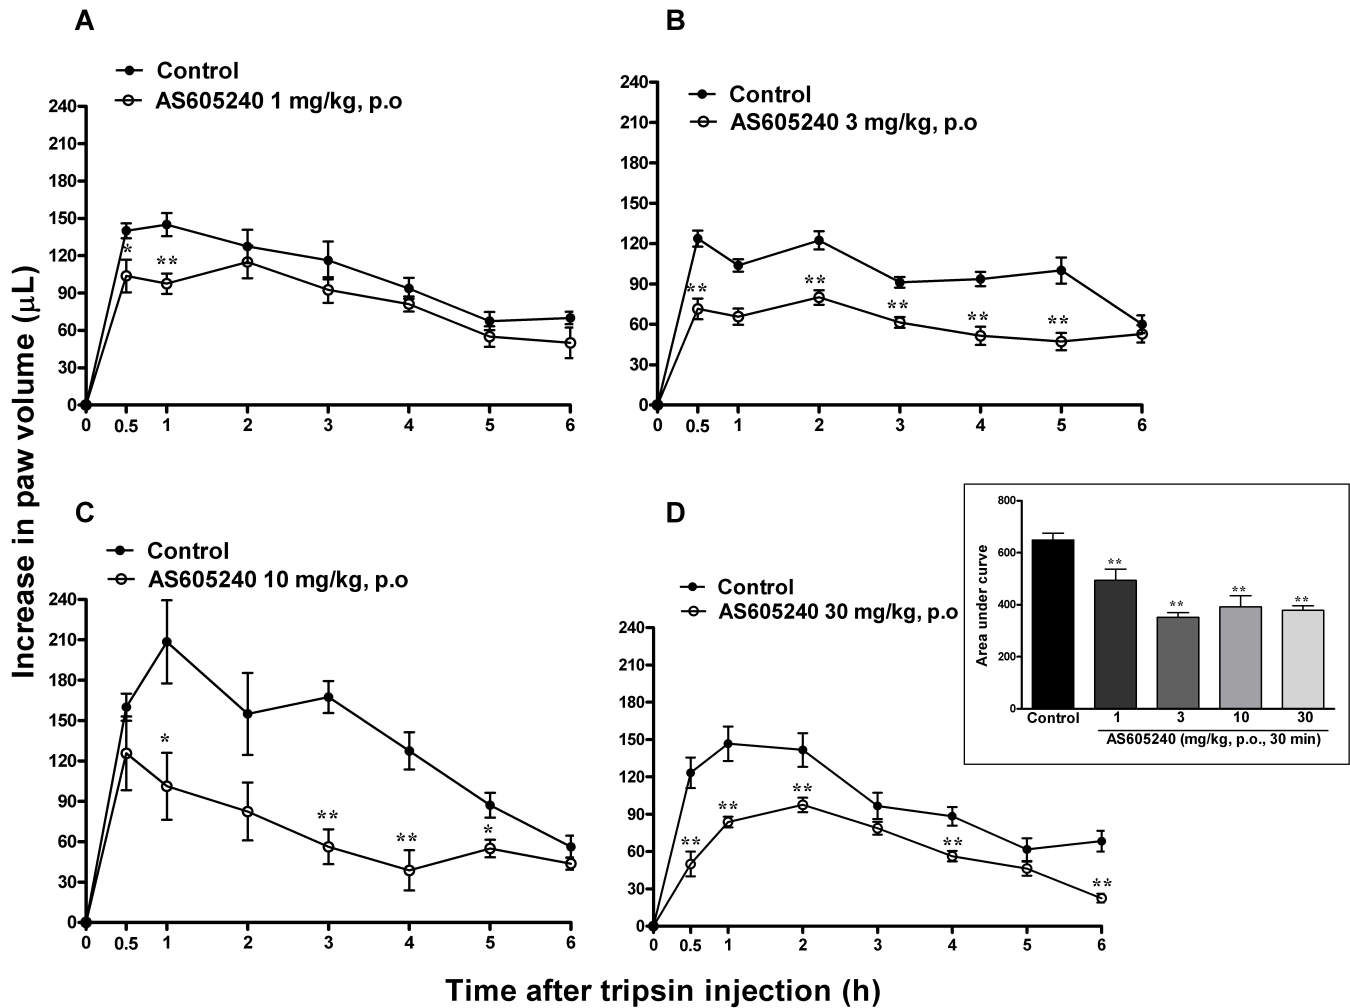 A
Control
AS605240 1 mg/kg, p.o
240
210
180
150
120
90
60
30
0
*
**
0 0.5 1 2 3 4 5 6
B
Control
AS605240 3 mg/kg, p.o
240
210
180
150
120
90
60
30
0
** ** ** ** **
0 0.5 1 2 3 4 5 6
Increase in paw volume (μL)
C
Control
AS605240 10 mg/kg, p.o
240
210
180
150
120
90
60
30
0
* ** ** *
0 0.5 1 2 3 4 5 6
D
Control
AS605240 30 mg/kg, p.o
240
210
180
150
120
90
60
30
0
** ** ** ** **
0 0.5 1 2 3 4 5 6
Area under curve
800
600
400
200
0
** ** ** **
Control 1 3 10 30
AS605240 (mg/kg, p.o., 30 min)
Time after tripsin injection (h)